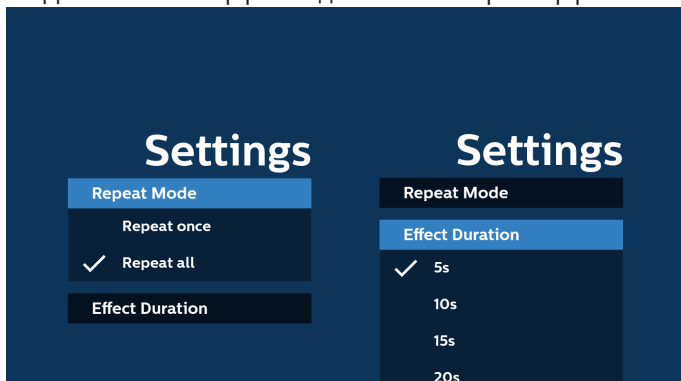 Settings
Repeat Mode
Repeat once
Repeat all
Effect Duration
Settings
Repeat Mode
Effect Duration
5s
10s
15s
20s